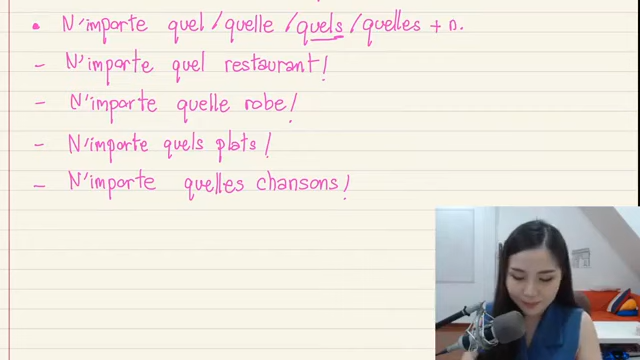 • N'importe quel / quelle / quels / quelles + n.
- N'importe quel restaurant!
- N'importe quelle robe!
- N'importe quels plats!
- N'importe quelles chansons!